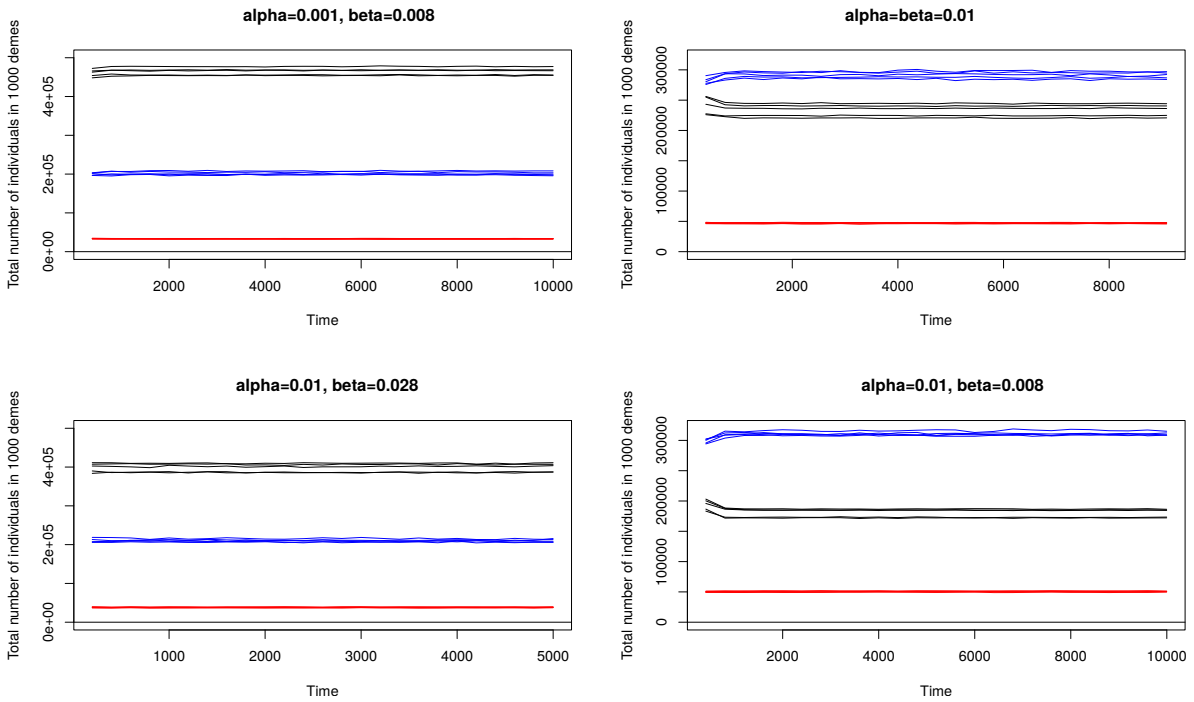 alpha=0.001, beta=0.008
Total number of individuals in 1000 demes
4e+05
2e+05
0e+00
2000 4000 6000 8000 10000
Time
alpha=beta=0.01
Total number of individuals in 1000 demes
300000
200000
100000
0
2000 4000 6000 8000
Time
alpha=0.01, beta=0.028
Total number of individuals in 1000 demes
4e+05
2e+05
0e+00
1000 2000 3000 4000 5000
Time
alpha=0.01, beta=0.008
Total number of individuals in 1000 demes
300000
200000
100000
0
2000 4000 6000 8000 10000
Time